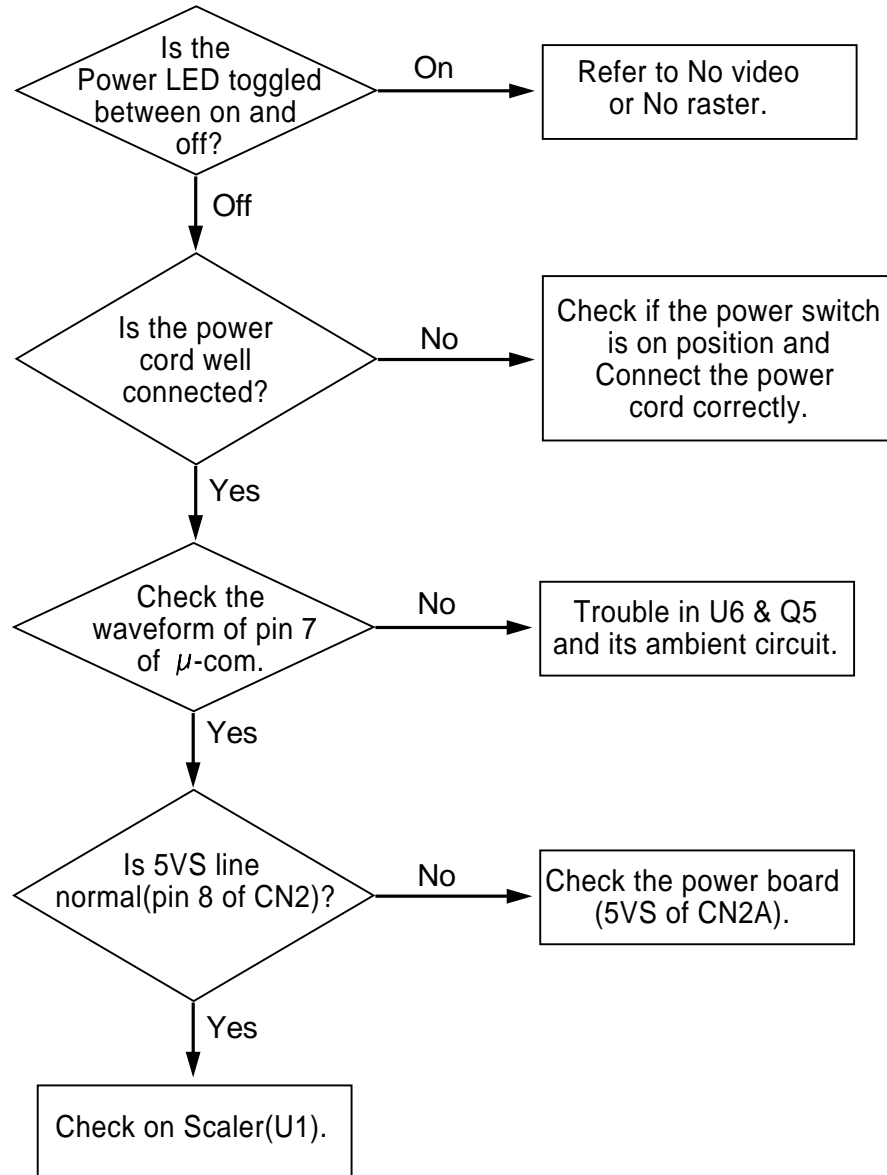 Is the
Power LED toggled
between on and
off?
On
Refer to No video
or No raster.
Off
Is the power
cord well
connected?
No
Check if the power switch
is on position and
Connect the power
cord correctly.
Yes
Check the
waveform of pin 7
of μ-com.
No
Trouble in U6 & Q5
and its ambient circuit.
Yes
Is 5VS line
normal(pin 8 of CN2)?
No
Check the power board
(5VS of CN2A).
Yes
Check on Scaler(U1).